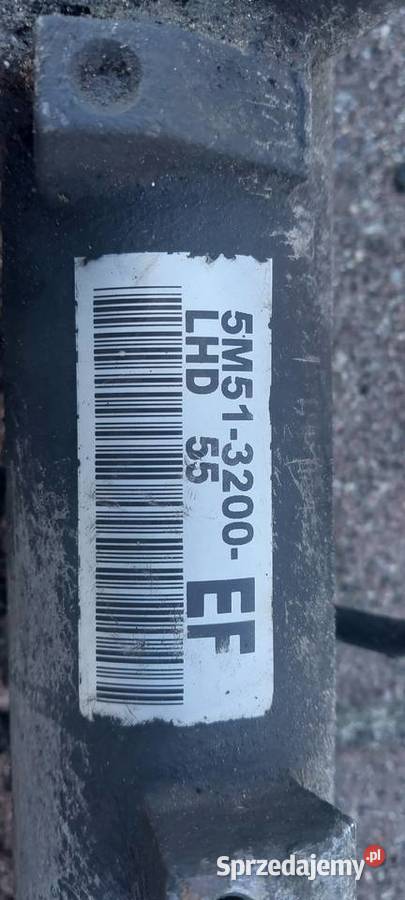 5M51-3200- EF
LHD 55
Sprzedajemy.pl